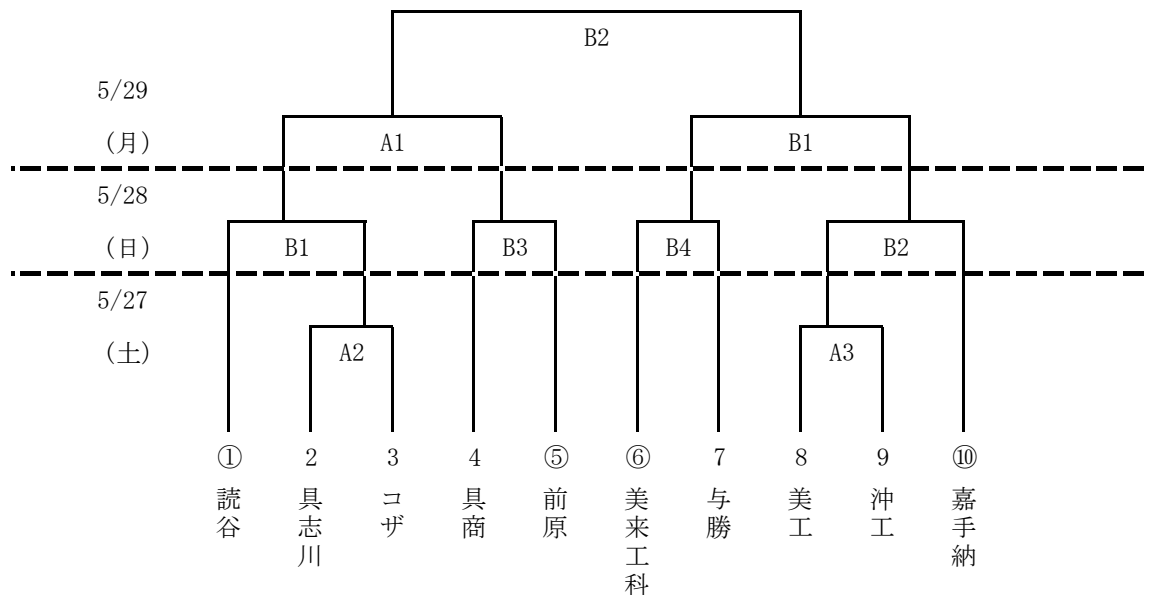 B2
5/29
(月)
A1
B1
5/28
(日)
B1
B3
B4
B2
5/27
(土)
A2
A3
① 2 3 4 ⑤ ⑥ 7 8 9 ⑩
読谷
具志川
コザ
具商
前原
美来工科
与勝
美工
沖工
嘉手納